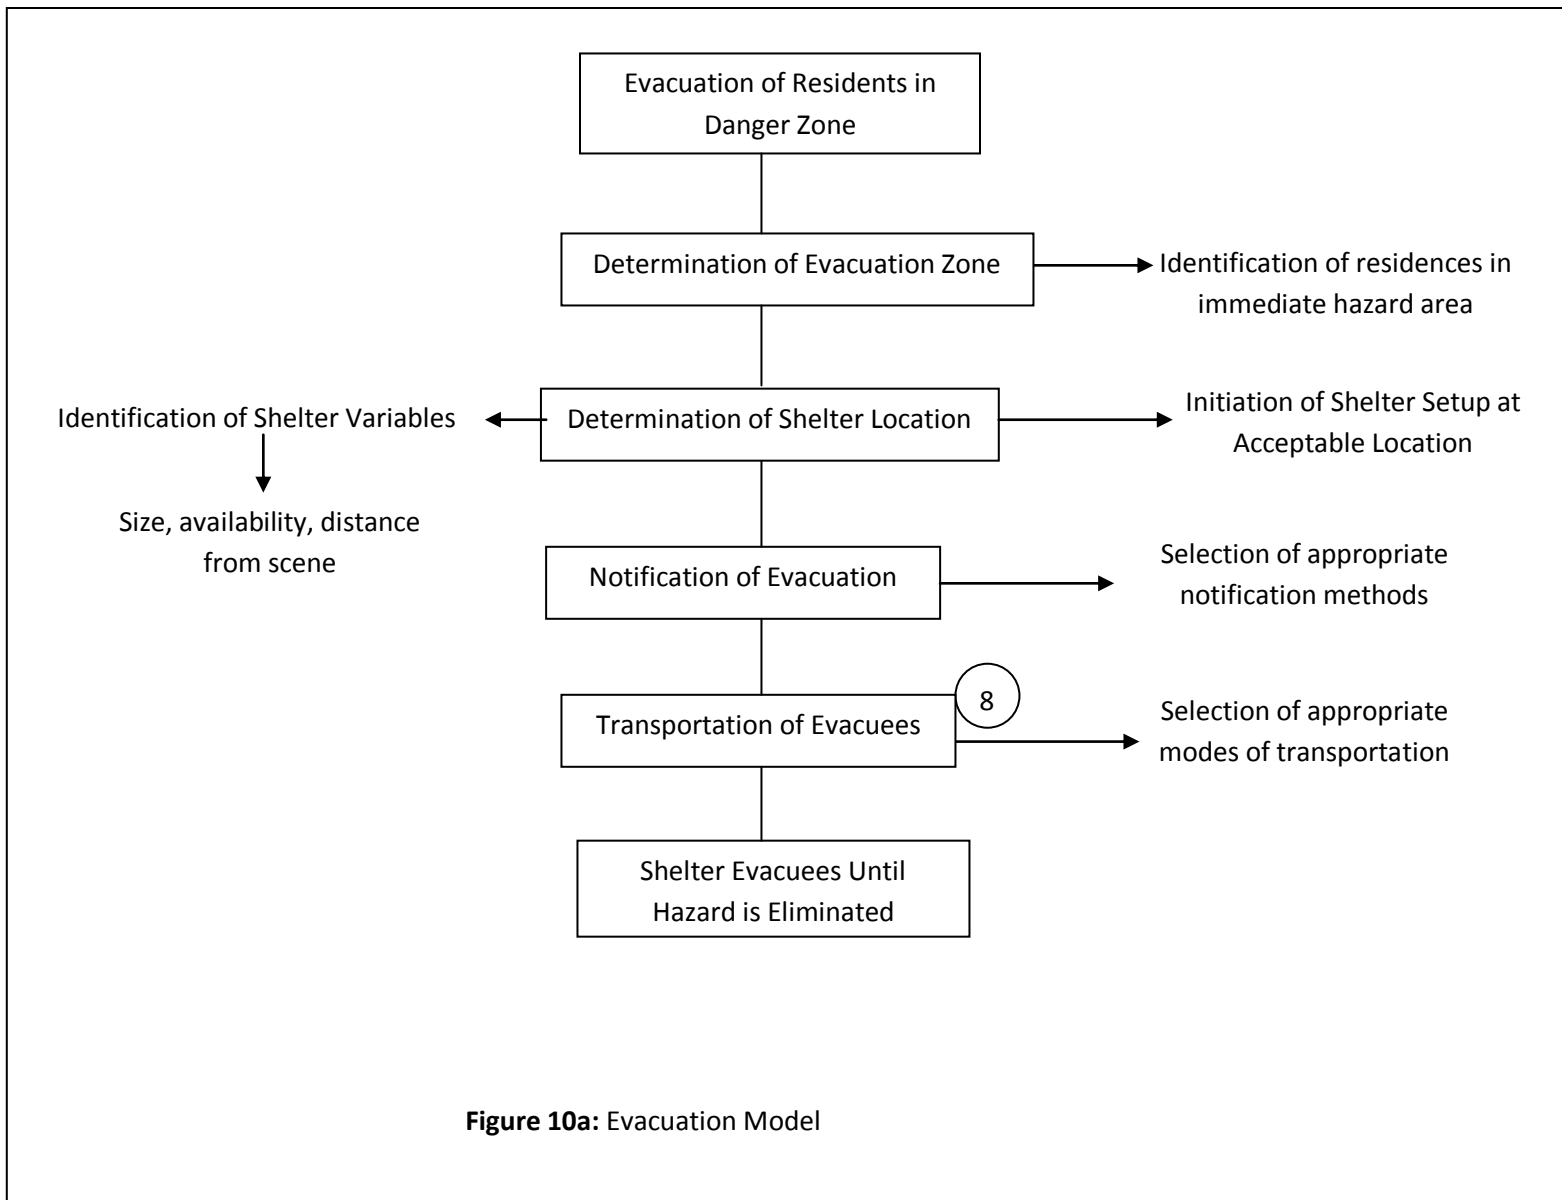 Evacuation of Residents in
Danger Zone
Determination of Evacuation Zone
Identification of residences in
immediate hazard area
Identification of Shelter Variables
Determination of Shelter Location
Initiation of Shelter Setup at
Acceptable Location
Size, availability, distance
from scene
Notification of Evacuation
Selection of appropriate
notification methods
Transportation of Evacuees
8
Selection of appropriate
modes of transportation
Shelter Evacuees Until
Hazard is Eliminated
Figure 10a: Evacuation Model